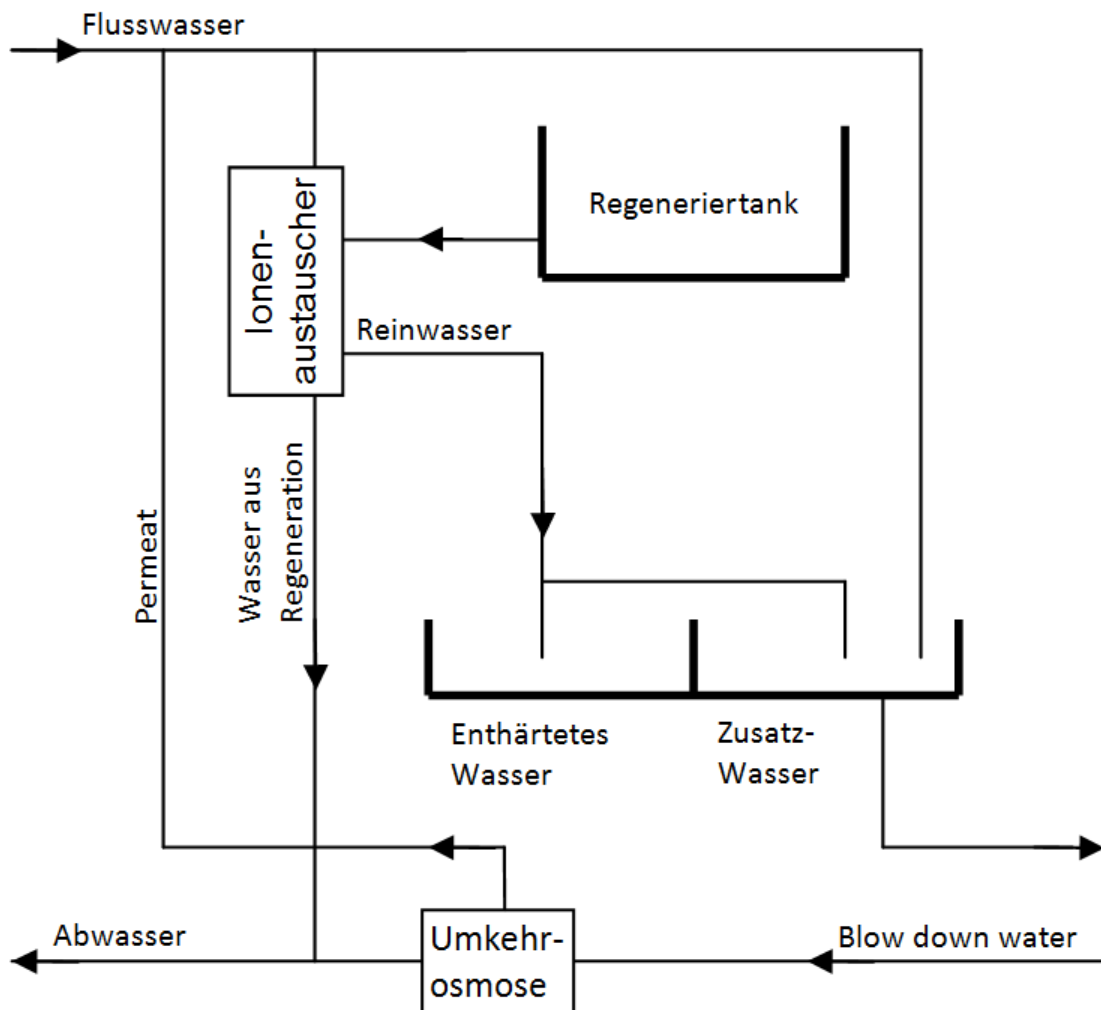 Flusswasser
Regeneriertank
Ionen-
austauscher
Reinwasser
Wasser aus
Regeneration
Permeat
Enthärtetes
Wasser
Zusatz-
Wasser
Abwasser
Umkehr-
osmose
Blow down water